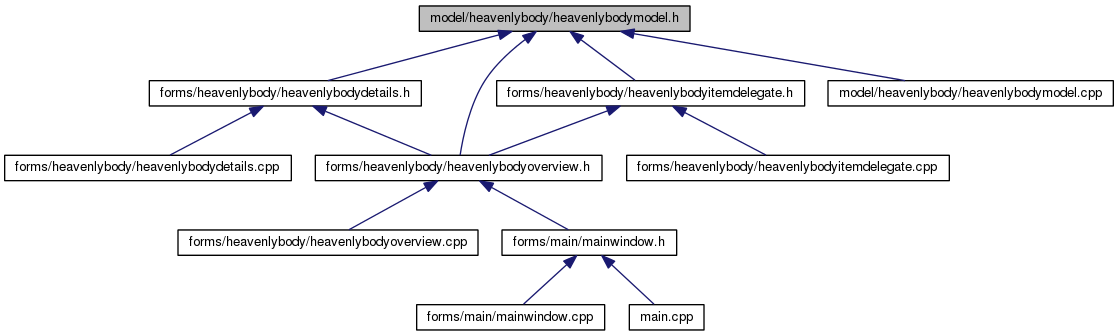 model/heavenlybody/heavenlybodymodel.h
forms/heavenlybody/heavenlybodydetails.h
forms/heavenlybody/heavenlybodyitemdelegate.h
model/heavenlybody/heavenlybodymodel.cpp
forms/heavenlybody/heavenlybodydetails.cpp
forms/heavenlybody/heavenlybodyoverview.h
forms/heavenlybody/heavenlybodyitemdelegate.cpp
forms/heavenlybody/heavenlybodyoverview.cpp
forms/main/mainwindow.h
forms/main/mainwindow.cpp
main.cpp